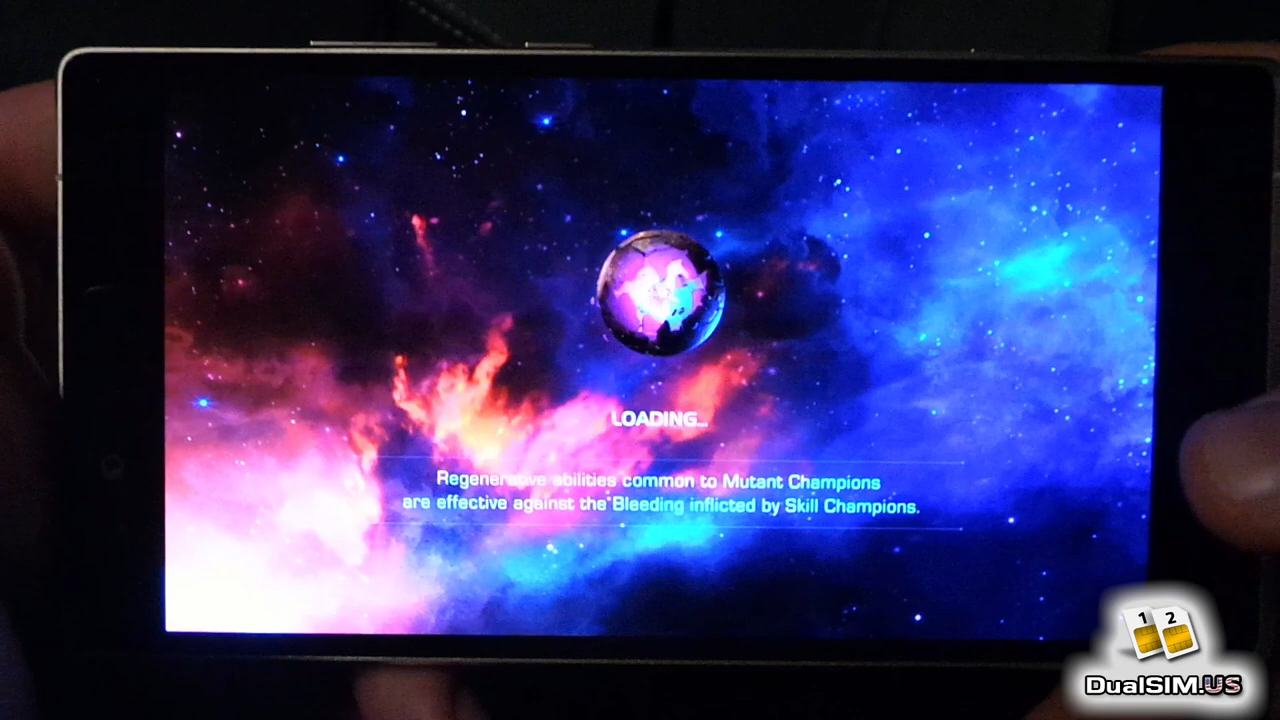 LOADING...
Regenerative abilities common to Mutant Champions
are effective against the Bleeding inflicted by Skill Champions.
1 2
DualSIM.US